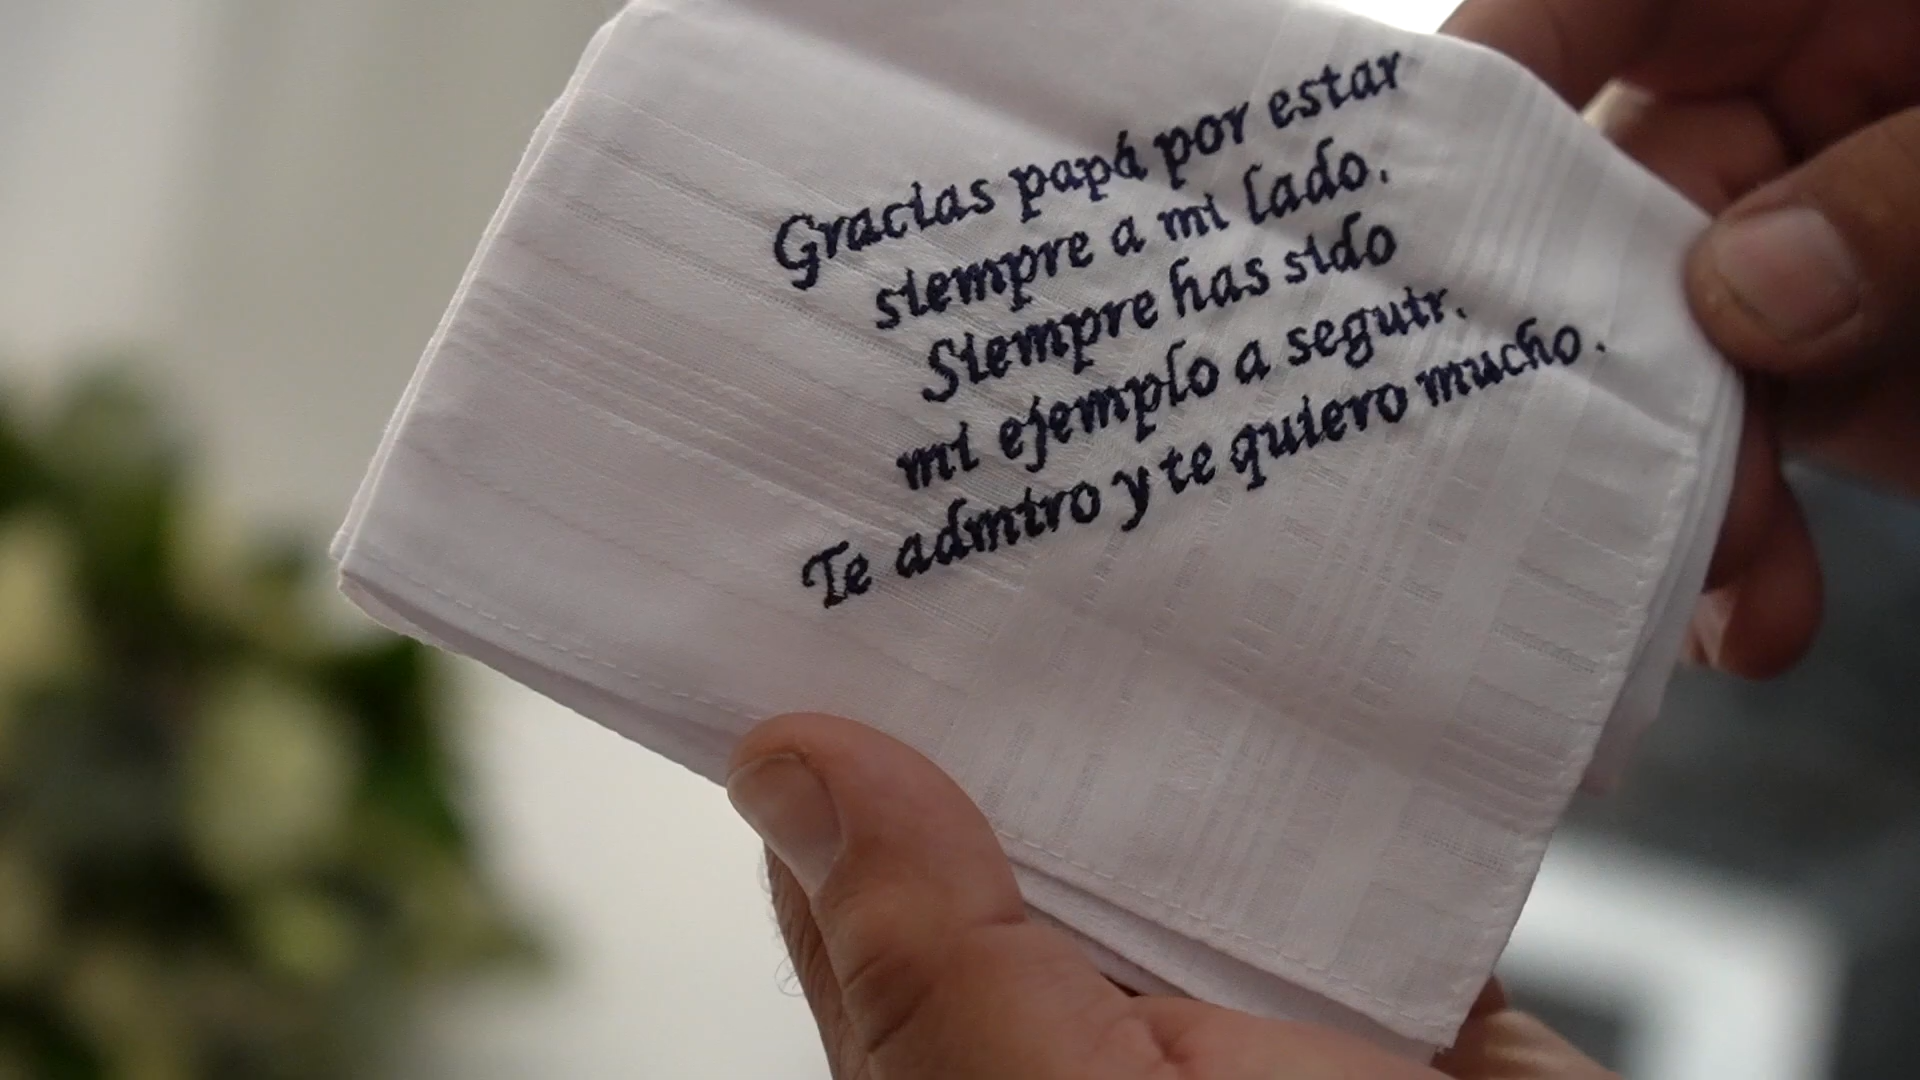 Gracias papá por estar
siempre a mi lado.
Siempre has sido
mi ejemplo a seguir.
Te admiro y te quiero mucho.